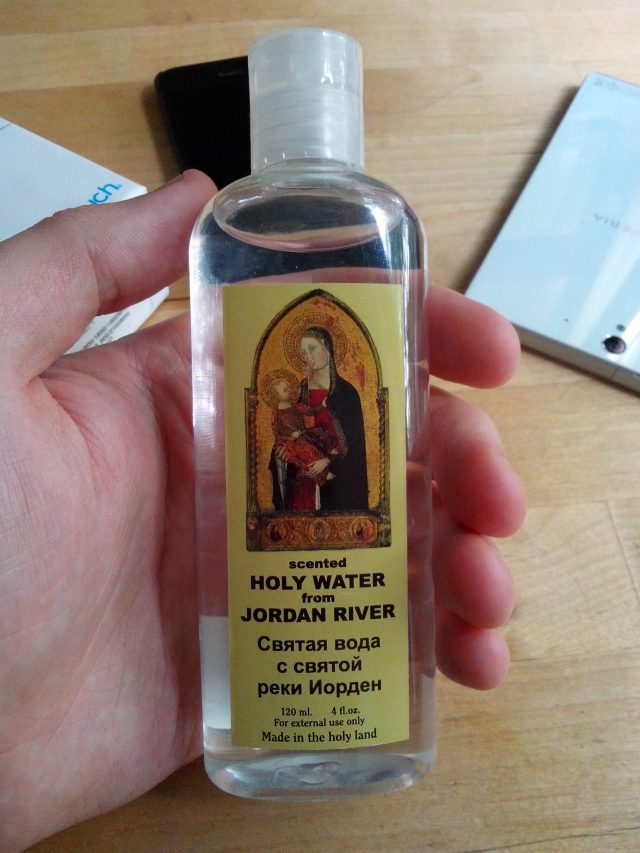 scented
HOLY WATER
from
JORDAN RIVER
Святая вода
с святой
реки Иорден
120 ml. 4 fl.oz.
For external use only
Made in the holy land